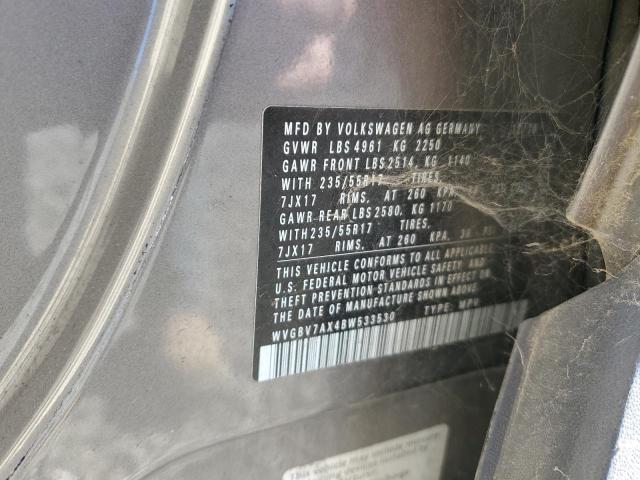 MFD BY VOLKSWAGEN AG GERMANY
GVWR LBS 4961 KG 2250
GAWR FRONT LBS 2514, KG 1140
WITH 235/55R17 TIRES,
7JX17 RIMS, AT 260 KPA,
GAWR REAR LBS 2580, KG 1170
WITH 235/55R17 TIRES,
7JX17 RIMS, AT 260 KPA,
THIS VEHICLE CONFORMS TO ALL APPLICABLE
U.S. FEDERAL MOTOR VEHICLE SAFETY AND
THEFT PREVENTION STANDARDS IN EFFECT ON
THE DATE OF MANUFACTURE SHOWN ABOVE.
WVGBV7AX4BW533530 TYPE: MPV
This vehicle may